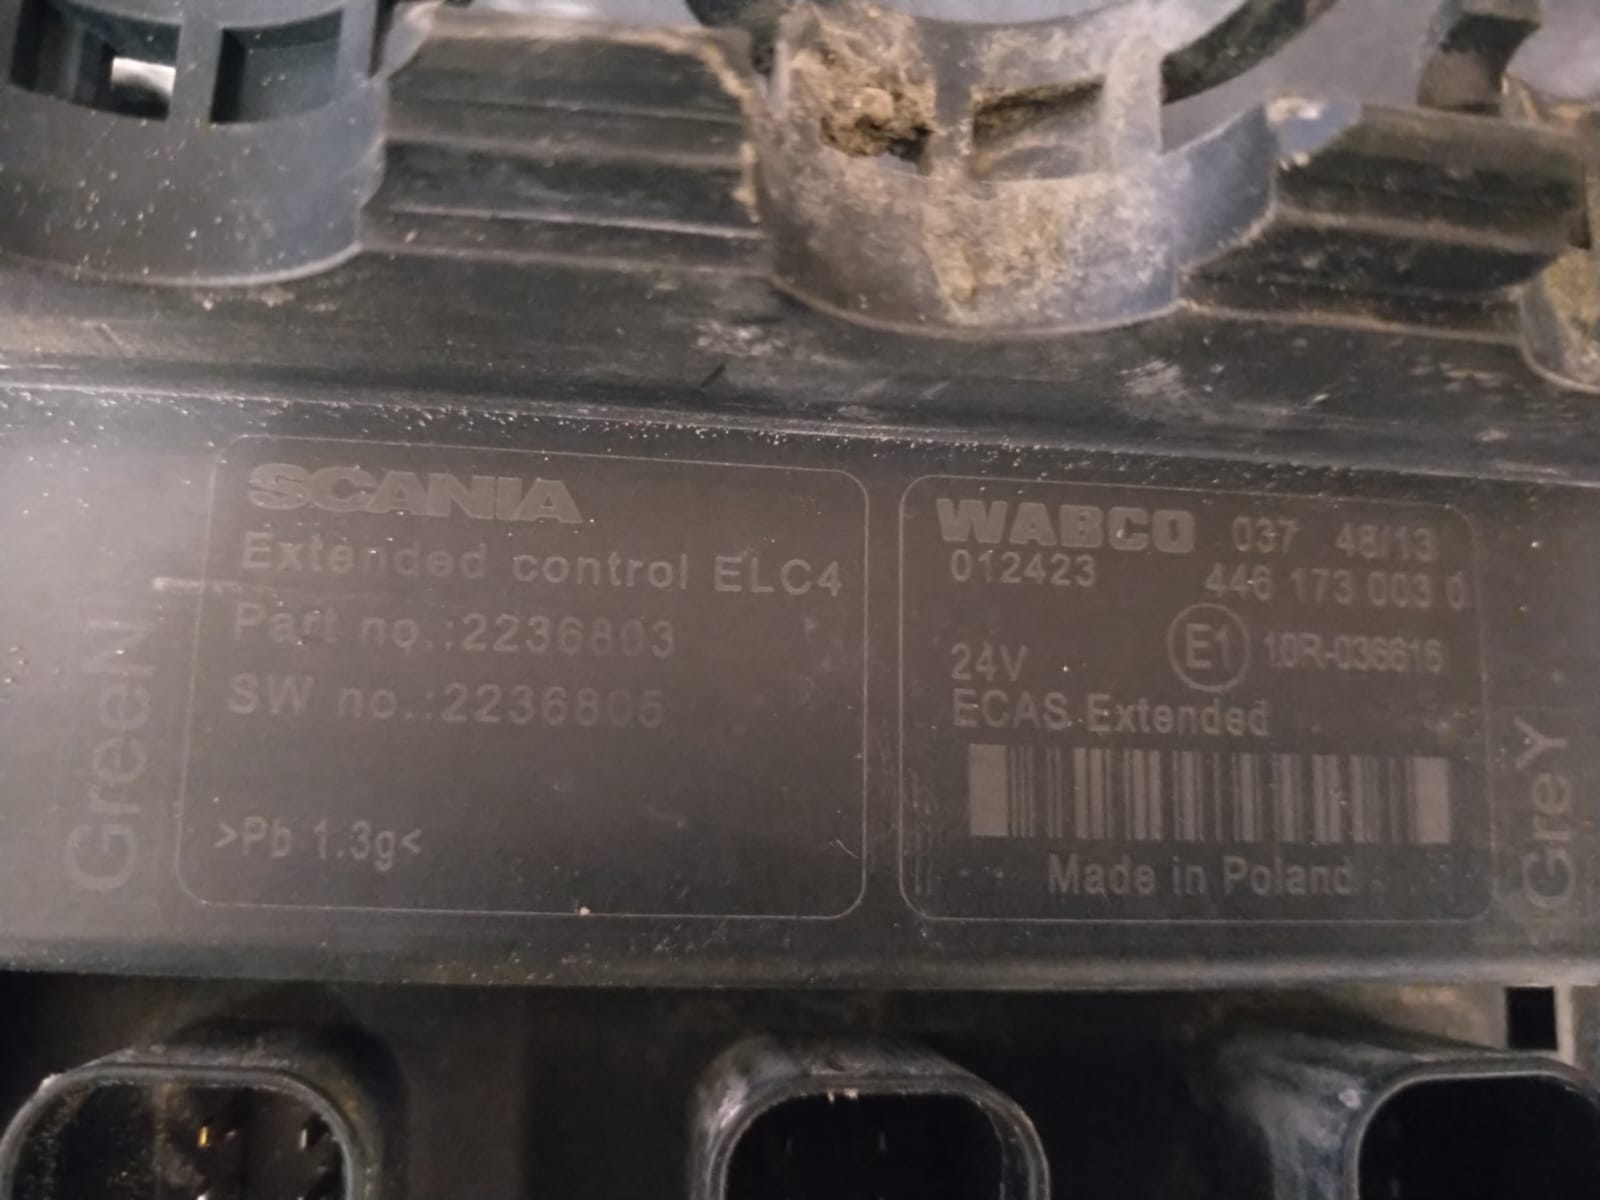 SCANIA
Extended control ELC4
Part no.:2236803
SW no.:2236805
>Pb 1.3g<
GreeN
WABCO 037 48/13
012423 446 173 003 0
E1 10R-036616
24V
ECAS Extended
Made in Poland
GreY